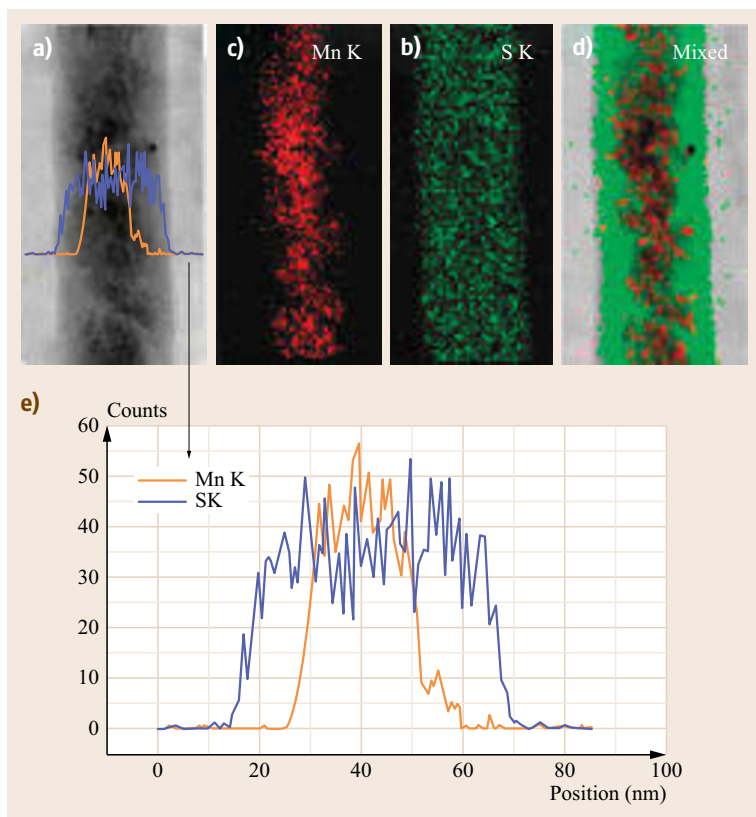 a)
c)
Mn K
b)
S K
d)
Mixed
e)
Counts
60
50
40
30
20
10
0
Mn K
SK
0
20
40
60
80
100
Position (nm)